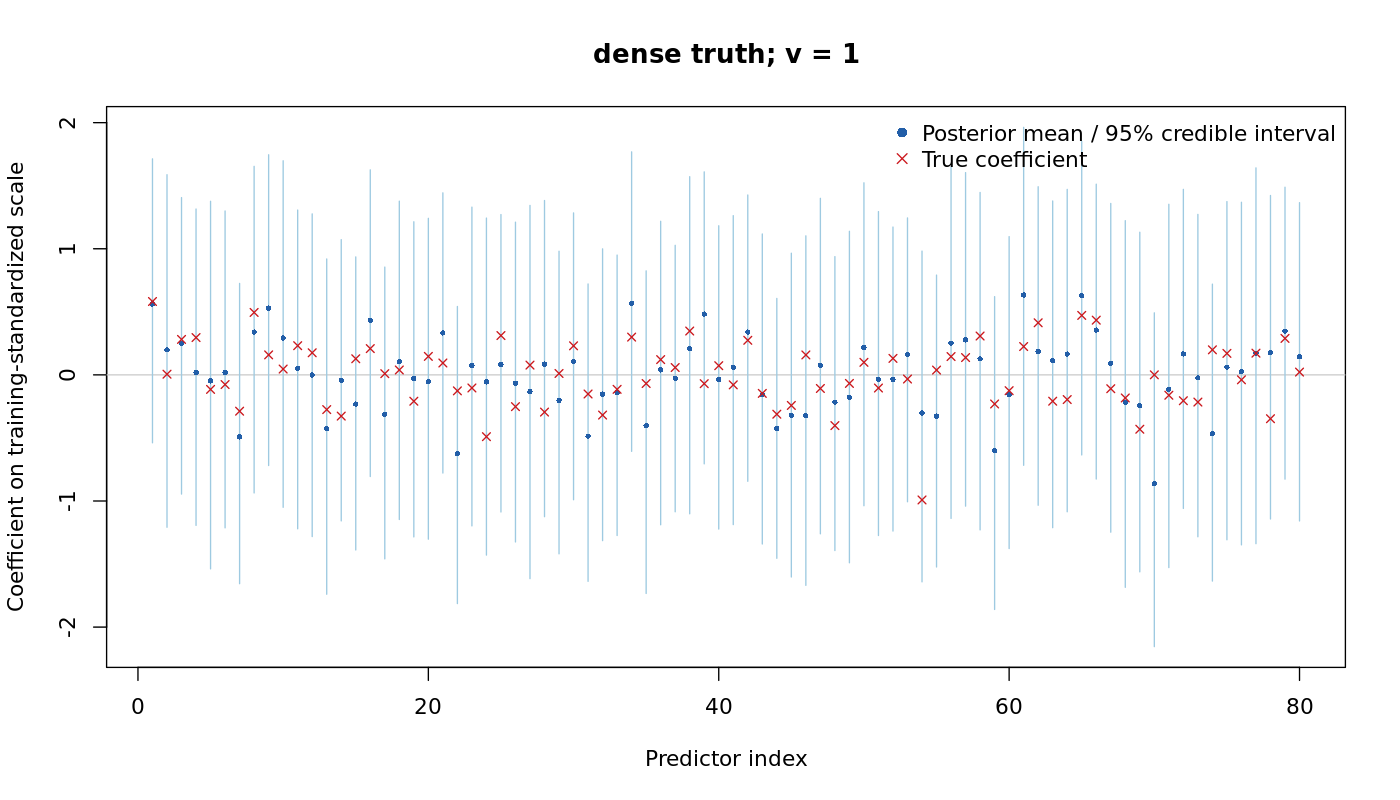 dense truth; v = 1
Posterior mean / 95% credible interval
True coefficient
Coefficient on training-standardized scale
2
1
0
-1
-2
0 20 40 60 80
Predictor index